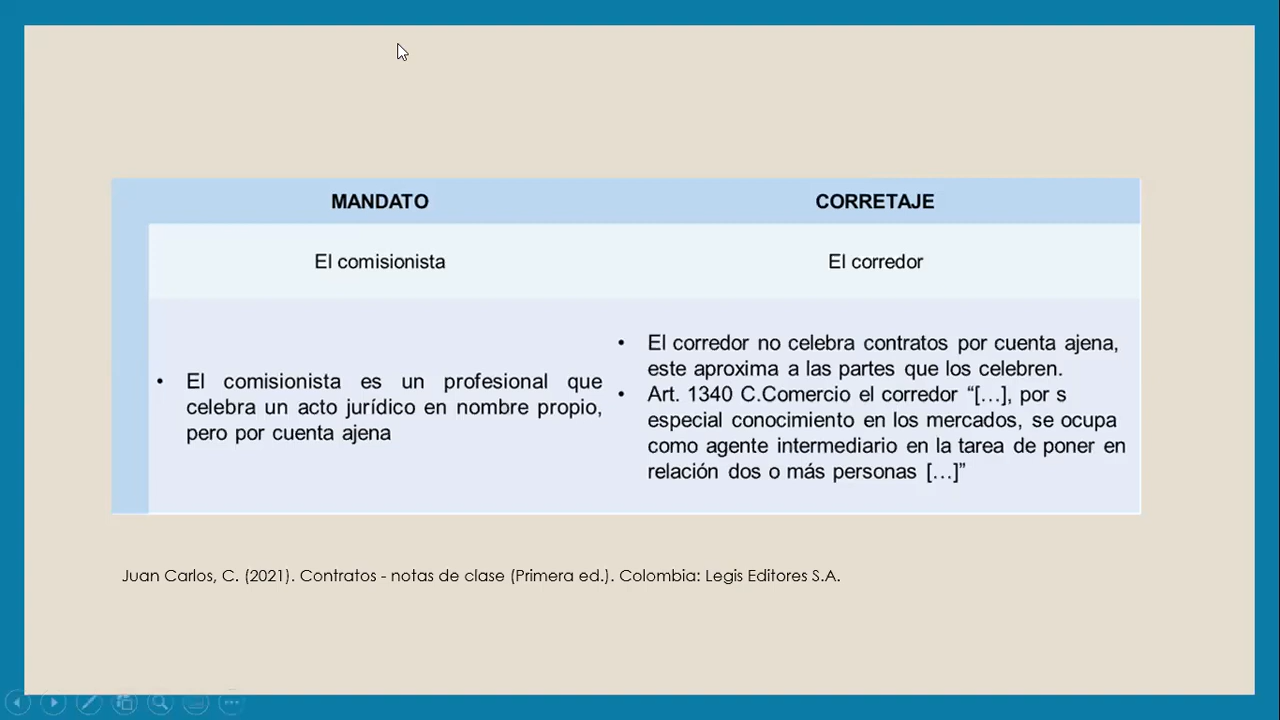 MANDATO
CORRETAJE
El comisionista
El corredor
• El comisionista es un profesional que
celebra un acto jurídico en nombre propio,
pero por cuenta ajena
• El corredor no celebra contratos por cuenta ajena,
este aproxima a las partes que los celebren.
• Art. 1340 C.Comercio el corredor “[…], por s
especial conocimiento en los mercados, se ocupa
como agente intermediario en la tarea de poner en
relación dos o más personas […]”
Juan Carlos, C. (2021). Contratos - notas de clase (Primera ed.). Colombia: Legis Editores S.A.